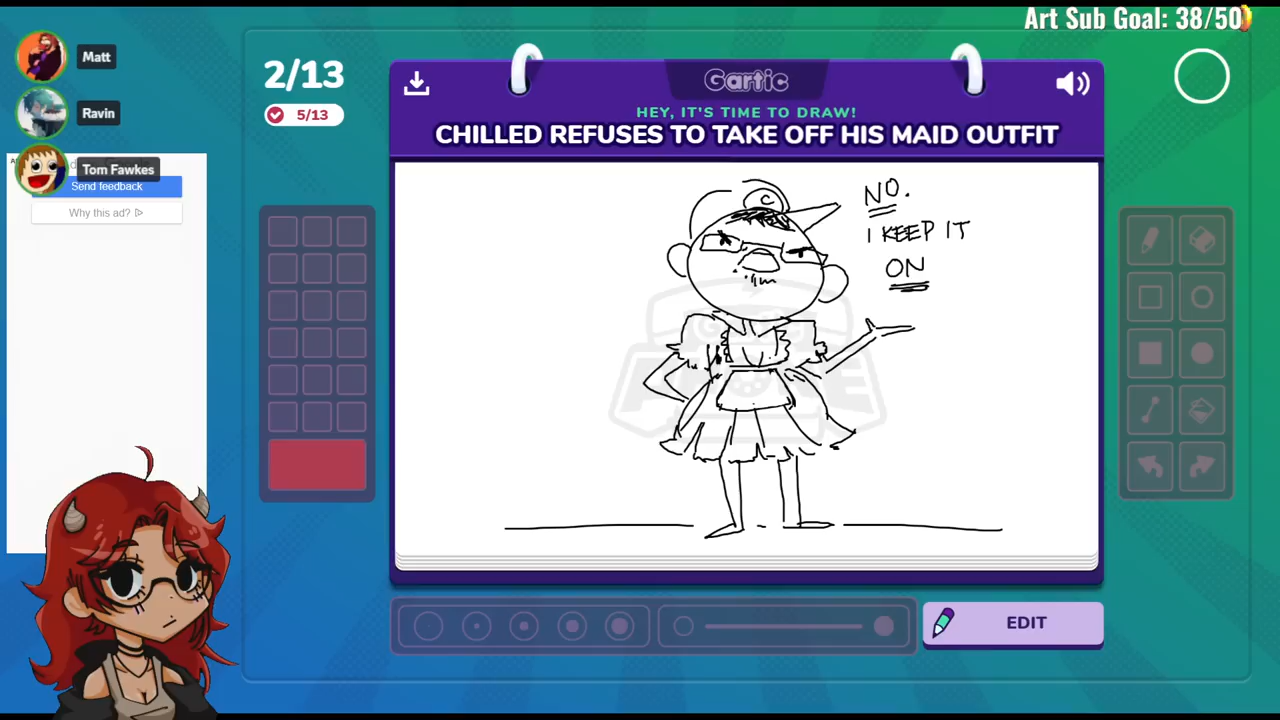 Art Sub Goal: 38/50
Matt
Ravin
Tom Fawkes
Send feedback
Why this ad?
2/13
5/13
Gartic
HEY, IT'S TIME TO DRAW!
CHILLED REFUSES TO TAKE OFF HIS MAID OUTFIT
C
NO.
I KEEP IT
ON
EDIT